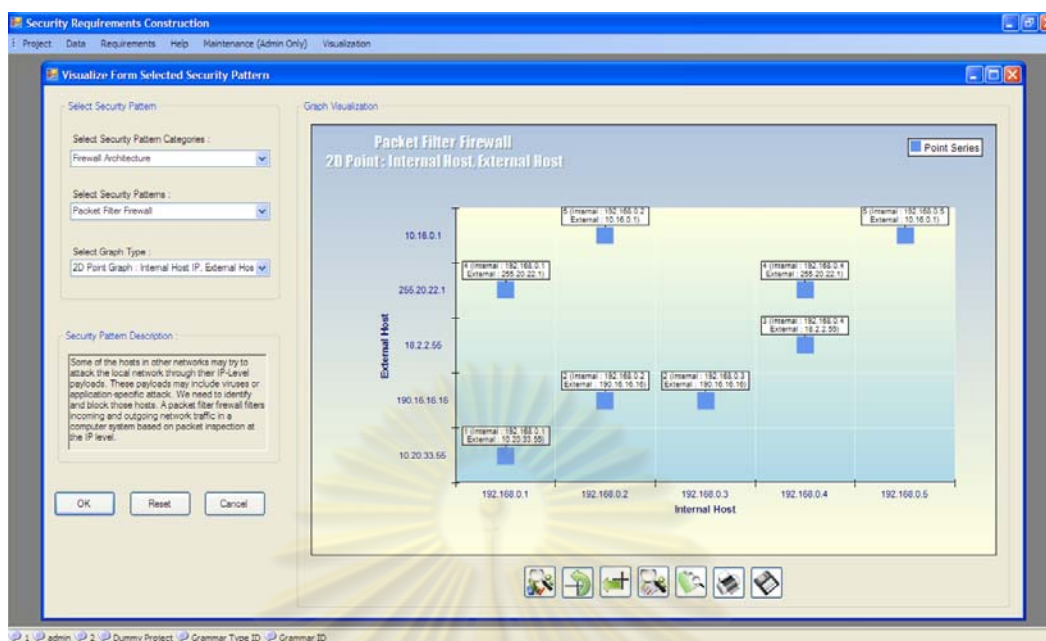 Security Requirements Construction
Project Data Requirements Help Maintenance (Admin Only) Visualization
Visualize Form Selected Security Pattern
Select Security Pattern
Select Security Pattern Categories :
Firewall Architecture
Select Security Patterns :
Packet Filter Firewall
Select Graph Type :
2D Point Graph : Internal Host IP, External Hos
Security Pattern Description :
Some of the hosts in other networks may try to
attack the local network through their IP-Level
payloads. These payloads may include viruses or
application-specific attack. We need to identify
and block those hosts. A packet filter firewall filters
incoming and outgoing network traffic in a
computer system based on packet inspection at
the IP level.
OK Reset Cancel
Graph Visualization
Packet Filter Firewall
2D Point : Internal Host, External Host
Point Series
5 (Internal : 192.168.0.2
External : 10.16.0.1)
5 (Internal : 192.168.0.5
External : 10.16.0.1)
10.16.0.1
4 (Internal : 192.168.0.1
External : 255.20.22.1)
4 (Internal : 192.168.0.4
External : 255.20.22.1)
255.20.22.1
3 (Internal : 192.168.0.4
External : 18.2.2.55)
18.2.2.55
2 (Internal : 192.168.0.2
External : 190.16.16.16)
2 (Internal : 192.168.0.3
External : 190.16.16.16)
190.16.16.16
1 (Internal : 192.168.0.1
External : 10.20.33.55)
10.20.33.55
External Host
192.168.0.1 192.168.0.2 192.168.0.3 192.168.0.4 192.168.0.5
Internal Host
1 admin 2 Dummy Project Grammar Type ID Grammar ID